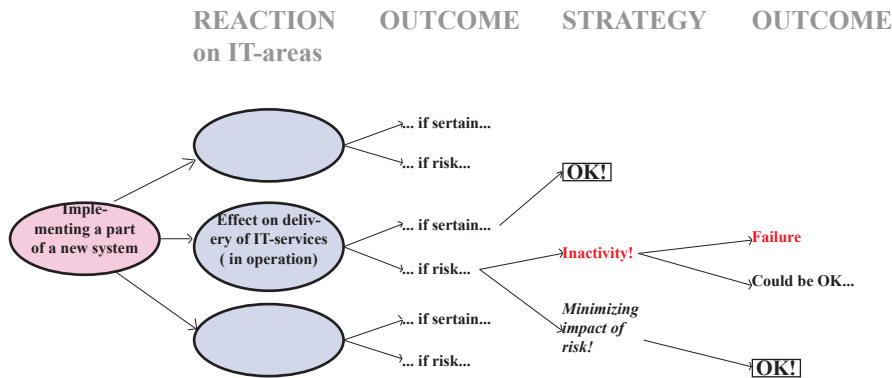 REACTION
on IT-areas
OUTCOME
STRATEGY
OUTCOME
... if sertain...
... if risk...
OK!
Imple-
menting a part
of a new system
Effect on deliv-
ery of IT-services
( in operation)
... if sertain...
... if risk...
Inactivity!
Failure
Could be OK...
Minimizing
impact of
risk!
... if sertain...
... if risk...
OK!